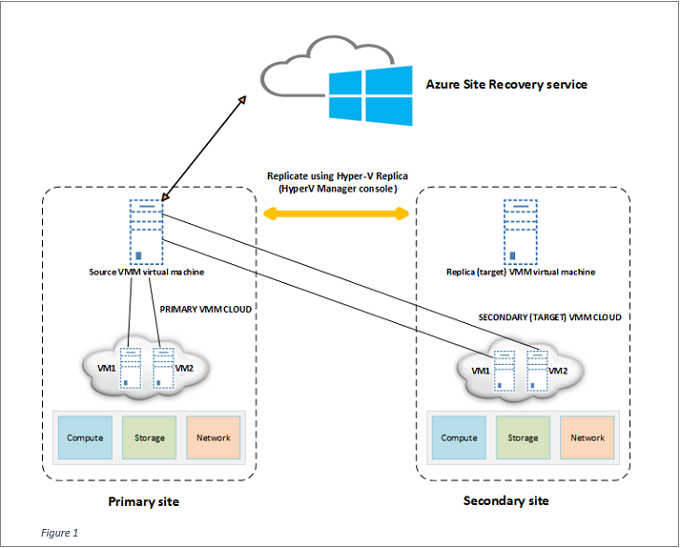 Azure Site Recovery service
Replicate using Hyper-V Replica
(HyperV Manager console)
Source VMM virtual machine
Replica (target) VMM virtual machine
PRIMARY VMM CLOUD
SECONDARY (TARGET) VMM CLOUD
VM1
VM2
VM1
VM2
Compute
Storage
Network
Compute
Storage
Network
Primary site
Secondary site
Figure 1